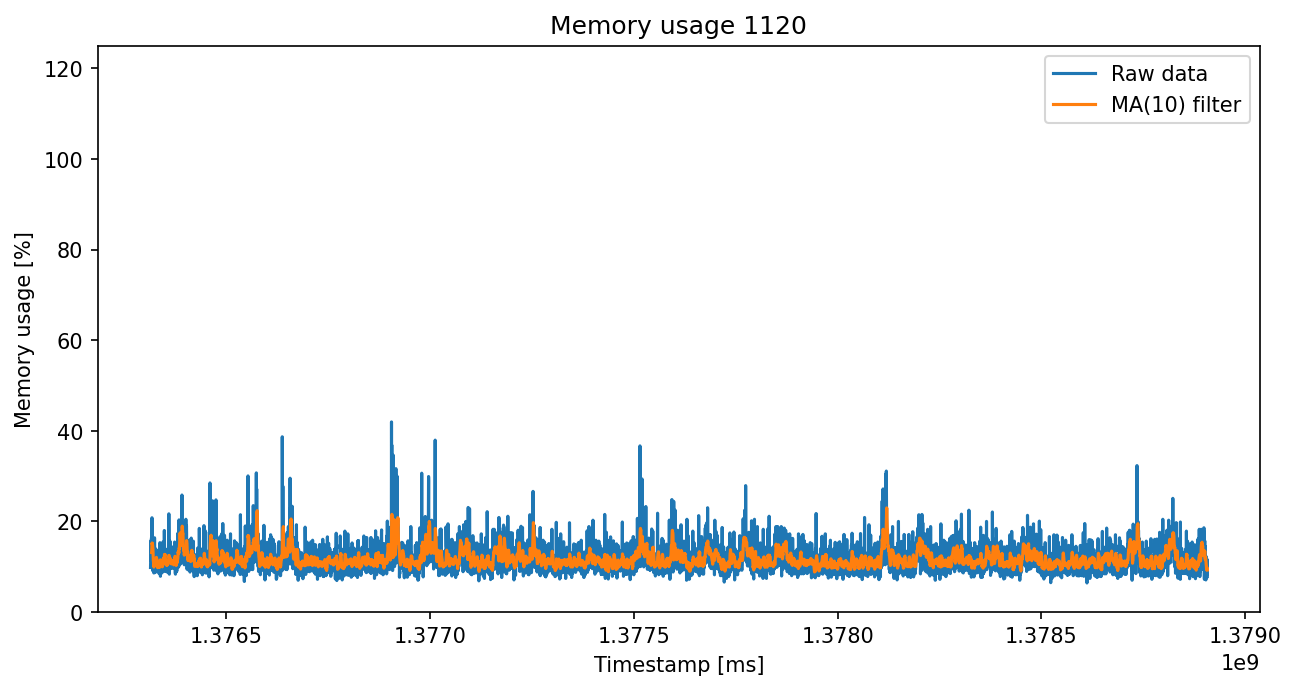 Memory usage 1120
Raw data
MA(10) filter
Memory usage [%]
120
100
80
60
40
20
0
1.3765 1.3770 1.3775 1.3780 1.3785 1.3790
1e9
Timestamp [ms]